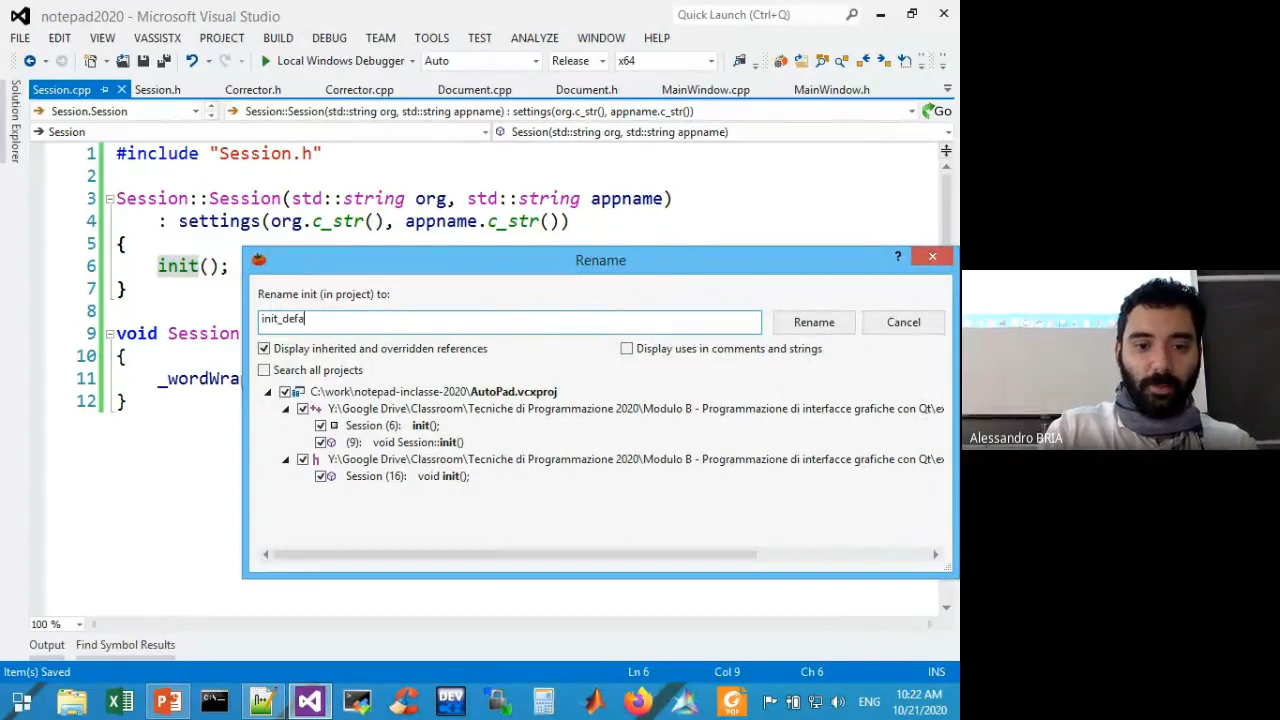 notepad2020 - Microsoft Visual Studio
Quick Launch (Ctrl+Q)
FILE EDIT VIEW VASSISTX PROJECT BUILD DEBUG TEAM TOOLS TEST ANALYZE WINDOW HELP
Local Windows Debugger Auto Release x64
Session.cpp Session.h Corrector.h Corrector.cpp Document.cpp Document.h MainWindow.cpp MainWindow.h
Session.Session Session::Session(std::string org, std::string appname) : settings(org.c_str(), appname.c_str()) Go
Session Session(std::string org, std::string appname)
Solution Explorer
1 #include "Session.h"
2
3 Session::Session(std::string org, std::string appname)
4 : settings(org.c_str(), appname.c_str())
5 {
6 init();
7 }
8
9 void Session
10 {
11 _wordWra
12 }
Rename
?
Rename init (in project) to:
init_defa
Rename Cancel
Display inherited and overridden references Display uses in comments and strings
Search all projects
C:\work\notepad-inclasse-2020\AutoPad.vcxproj
Y:\Google Drive\Classroom\Tecniche di Programmazione 2020\Modulo B - Programmazione di interfacce grafiche con Qt\e
Session (6): init();
(9): void Session::init()
Y:\Google Drive\Classroom\Tecniche di Programmazione 2020\Modulo B - Programmazione di interfacce grafiche con Qt\e
Session (16): void init();
100 %
Output Find Symbol Results
Item(s) Saved Ln 6 Col 9 Ch 6 INS
ENG
10:22 AM
10/21/2020
Alessandro BRIA
DEV
PDF